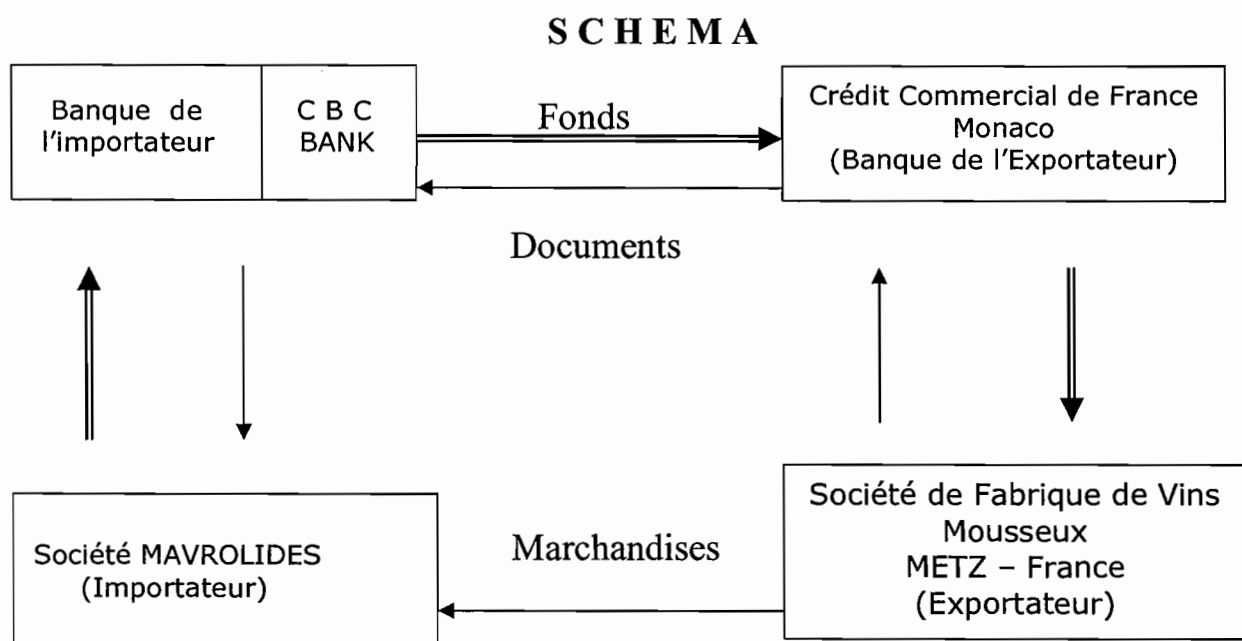 S C H E M A
Banque de
l'importateur
C B C
BANK
Fonds
Crédit Commercial de France
Monaco
(Banque de l'Exportateur)
Documents
Société MAVROLIDES
(Importateur)
Marchandises
Société de Fabrique de Vins
Mousseux
METZ – France
(Exportateur)